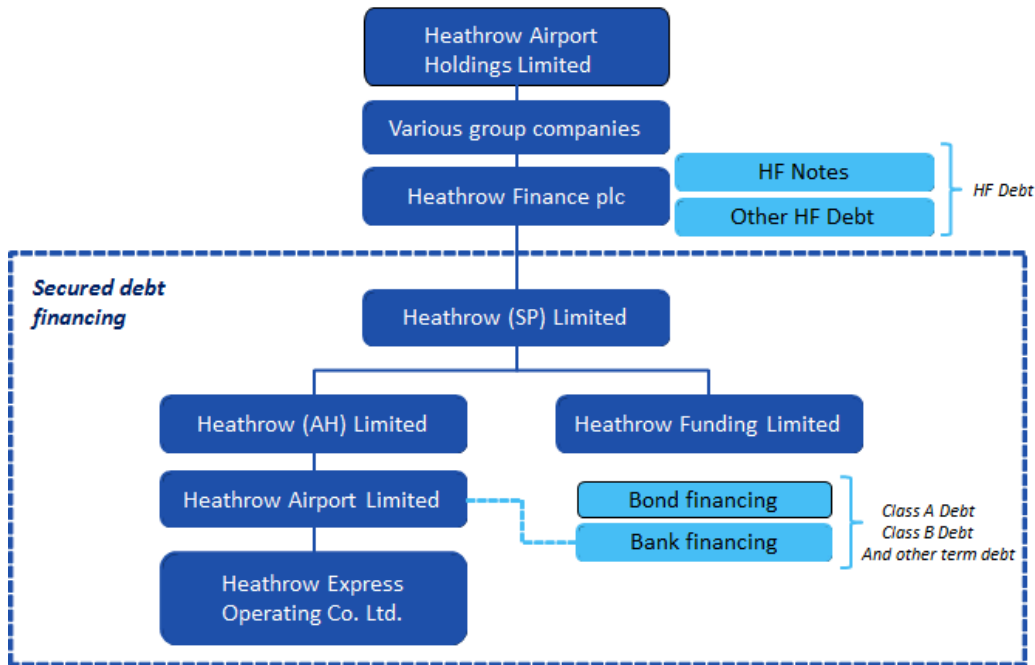 Heathrow Airport
Holdings Limited
Various group companies
Heathrow Finance plc
HF Notes
Other HF Debt
HF Debt
Secured debt
financing
Heathrow (SP) Limited
Heathrow (AH) Limited
Heathrow Funding Limited
Heathrow Airport Limited
Bond financing
Bank financing
Class A Debt
Class B Debt
And other term debt
Heathrow Express
Operating Co. Ltd.